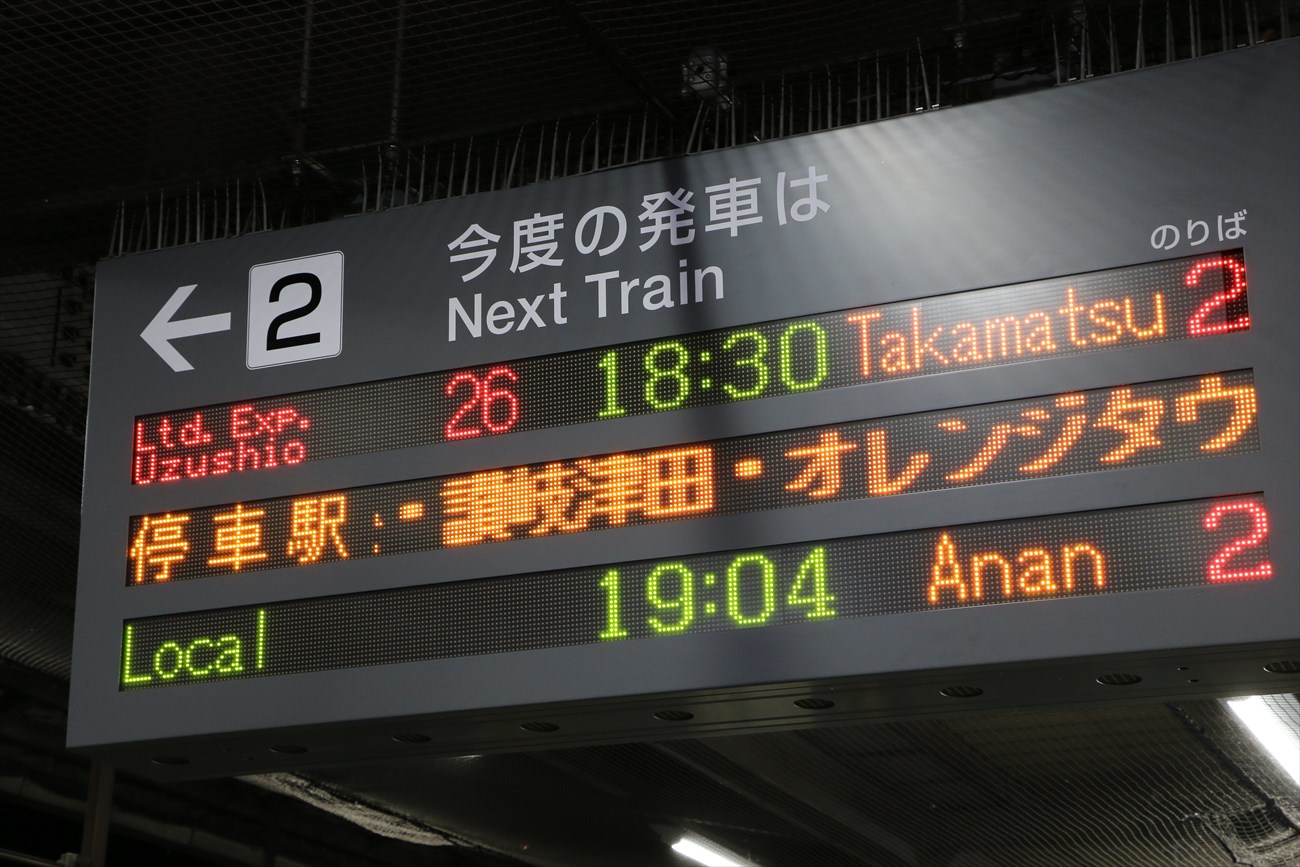 ← 2
今度の発車は
Next Train
のりば
Ltd. Exp. Uzushio 26 18:30 Takamatsu 2
停車駅:・讃岐津田・オレンジタウ
Local 19:04 Anan 2